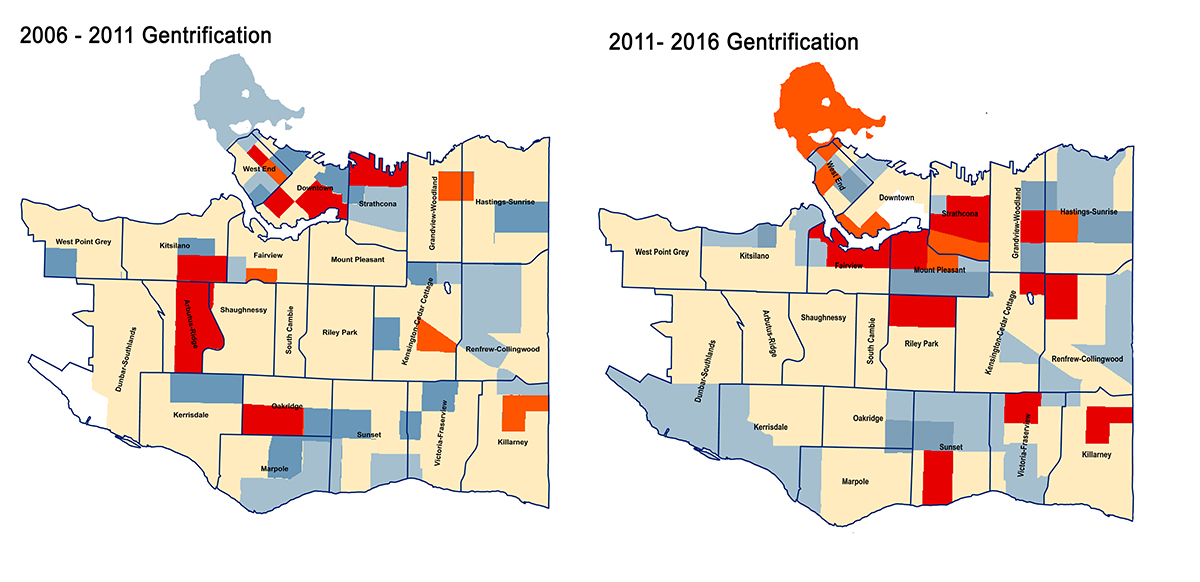 2006 - 2011 Gentrification
West End
Downtown
Strathcona
Grandview-Woodland
Hastings-Sunrise
West Point Grey
Kitsilano
Fairview
Mount Pleasant
Dunbar-Southlands
Arbutus-Ridge
Shaughnessy
South Cambie
Riley Park
Kensington-Cedar Cottage
Renfrew-Collingwood
Kerrisdale
Oakridge
Sunset
Victoria-Fraserview
Killarney
Marpole
2011- 2016 Gentrification
West End
Downtown
Strathcona
Grandview-Woodland
Hastings-Sunrise
West Point Grey
Kitsilano
Fairview
Mount Pleasant
Dunbar-Southlands
Arbutus-Ridge
Shaughnessy
South Cambie
Riley Park
Kensington-Cedar Cottage
Renfrew-Collingwood
Kerrisdale
Oakridge
Sunset
Victoria-Fraserview
Killarney
Marpole